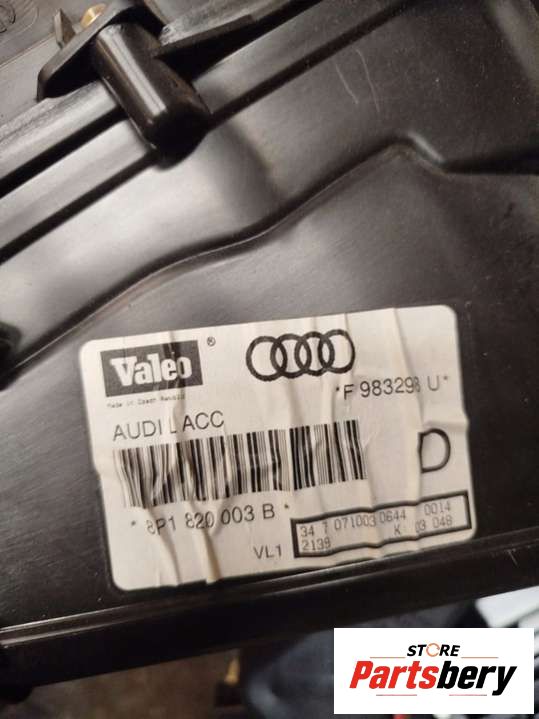 Valeo ®
Made in Czech Republic
*F 983298 U*
AUDI L ACC
D
* 8P1 820 003 B *
VL1
34 7 071003 0644 0014
2139 K 03 048
STORE
Partsbery